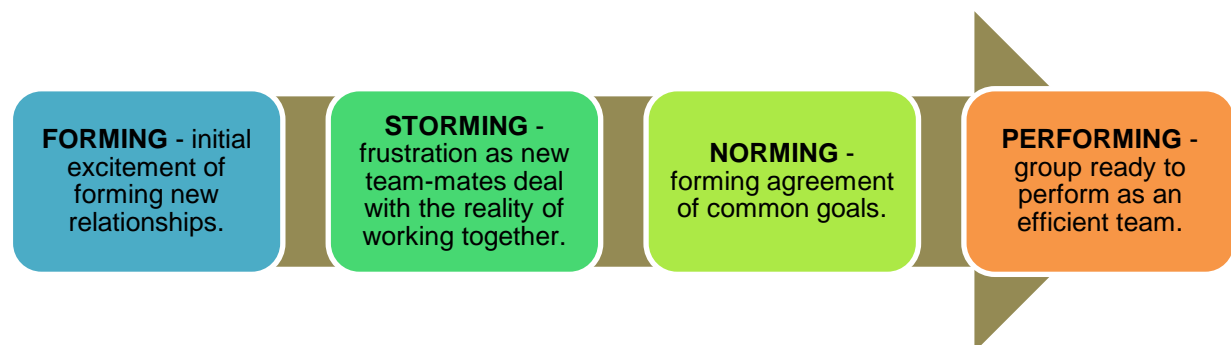 FORMING - initial
excitement of
forming new
relationships.
STORMING -
frustration as new
team-mates deal
with the reality of
working together.
NORMING -
forming agreement
of common goals.
PERFORMING -
group ready to
perform as an
efficient team.